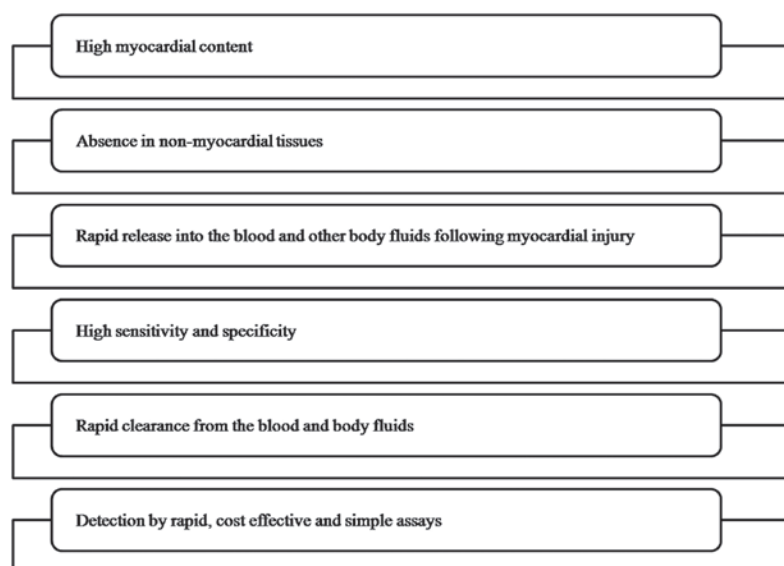 High myocardial content
Absence in non-myocardial tissues
Rapid release into the blood and other body fluids following myocardial injury
High sensitivity and specificity
Rapid clearance from the blood and body fluids
Detection by rapid, cost effective and simple assays